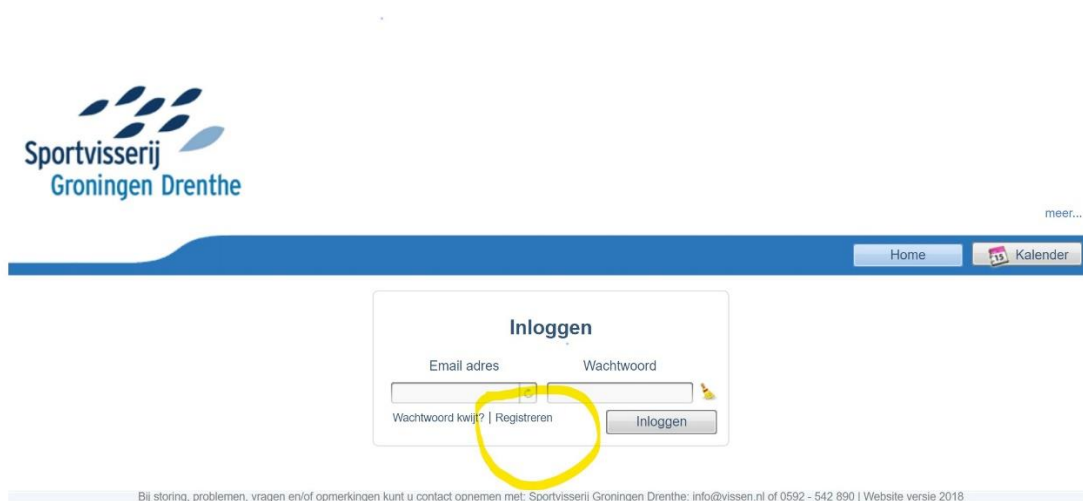 Sportvisserij
Groningen Drenthe
meer...
Home
15 Kalender
Inloggen
Email adres Wachtwoord
Wachtwoord kwijt? | Registreren
Inloggen
Bij storing, problemen, vragen en/of opmerkingen kunt u contact opnemen met: Sportvisserij Groningen Drenthe: info@vissen.nl of 0592 - 542 890 | Website versie 2018